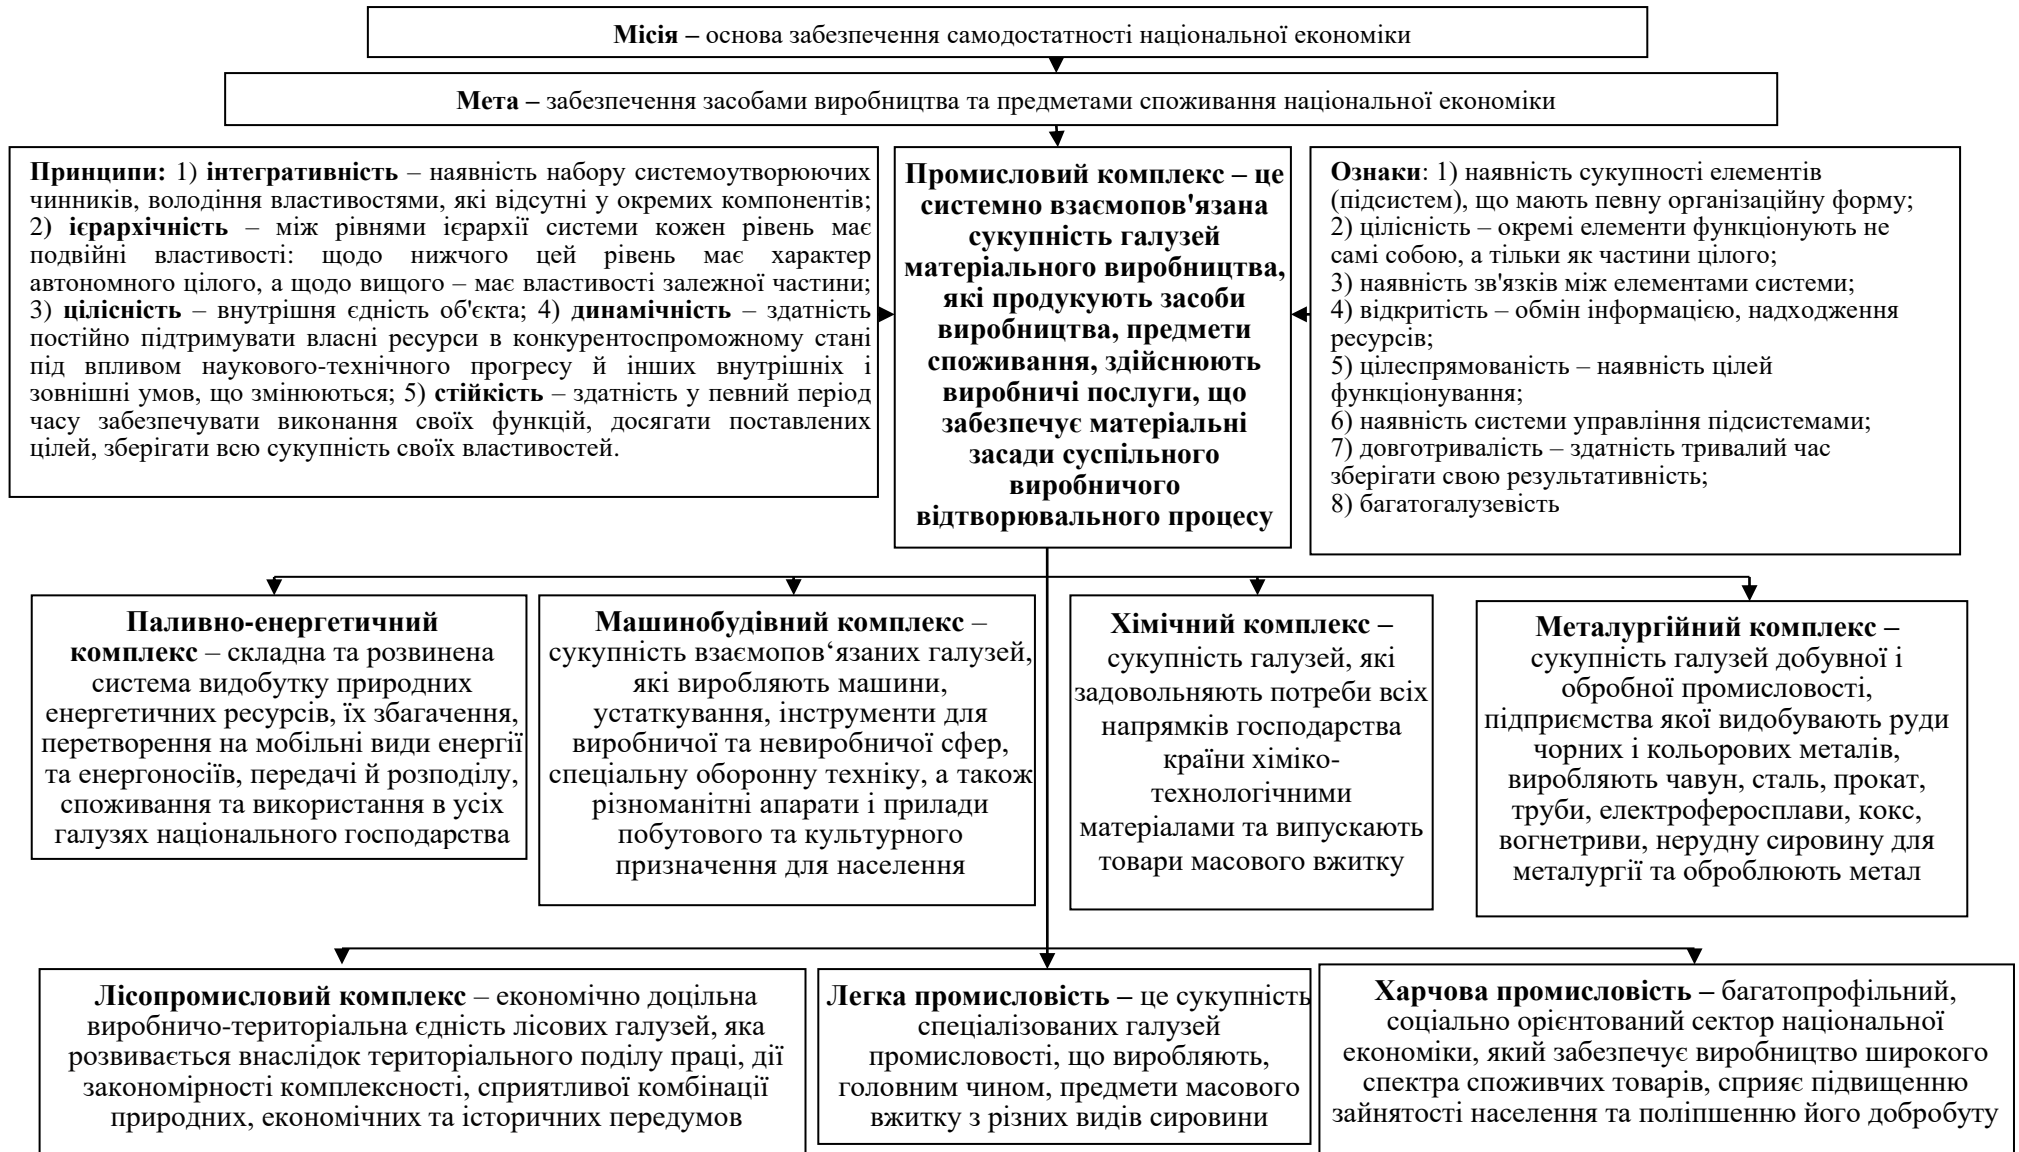 Місія – основа забезпечення самодостатності національної економіки
Мета – забезпечення засобами виробництва та предметами споживання національної економіки
Принципи: 1) інтегративність – наявність набору системоутворюючих
чинників, володіння властивостями, які відсутні у окремих компонентів;
2) ієрархічність – між рівнями ієрархії системи кожен рівень має
подвійні властивості: щодо нижчого цей рівень має характер
автономного цілого, а щодо вищого – має властивості залежної частини;
3) цілісність – внутрішня єдність об'єкта; 4) динамічність – здатність
постійно підтримувати власні ресурси в конкурентоспроможному стані
під впливом наукового-технічного прогресу й інших внутрішніх і
зовнішні умов, що змінюються; 5) стійкість – здатність у певний період
часу забезпечувати виконання своїх функцій, досягати поставлених
цілей, зберігати всю сукупність своїх властивостей.
Промисловий комплекс – це
системно взаємопов'язана
сукупність галузей
матеріального виробництва,
які продукують засоби
виробництва, предмети
споживання, здійснюють
виробничі послуги, що
забезпечує матеріальні
засади суспільного
виробничого
відтворювального процесу
Ознаки: 1) наявність сукупності елементів
(підсистем), що мають певну організаційну форму;
2) цілісність – окремі елементи функціонують не
самі собою, а тільки як частини цілого;
3) наявність зв'язків між елементами системи;
4) відкритість – обмін інформацією, надходження
ресурсів;
5) цілеспрямованість – наявність цілей
функціонування;
6) наявність системи управління підсистемами;
7) довготривалість – здатність тривалий час
зберігати свою результативність;
8) багатогалузевість
Паливно-енергетичний
комплекс – складна та розвинена
система видобутку природних
енергетичних ресурсів, їх збагачення,
перетворення на мобільні види енергії
та енергоносіїв, передачі й розподілу,
споживання та використання в усіх
галузях національного господарства
Машинобудівний комплекс –
сукупність взаємопов‘язаних галузей,
які виробляють машини,
устаткування, інструменти для
виробничої та невиробничої сфер,
спеціальну оборонну техніку, а також
різноманітні апарати і прилади
побутового та культурного
призначення для населення
Хімічний комплекс –
сукупність галузей, які
задовольняють потреби всіх
напрямків господарства
країни хіміко-
технологічними
матеріалами та випускають
товари масового вжитку
Металургійний комплекс –
сукупність галузей добувної і
обробної промисловості,
підприємства якої видобувають руди
чорних і кольорових металів,
виробляють чавун, сталь, прокат,
труби, електроферосплави, кокс,
вогнетриви, нерудну сировину для
металургії та оброблюють метал
Лісопромисловий комплекс – економічно доцільна
виробничо-територіальна єдність лісових галузей, яка
розвивається внаслідок територіального поділу праці, дії
закономірності комплексності, сприятливої комбінації
природних, економічних та історичних передумов
Легка промисловість – це сукупність
спеціалізованих галузей
промисловості, що виробляють,
головним чином, предмети масового
вжитку з різних видів сировини
Харчова промисловість – багатопрофільний,
соціально орієнтований сектор національної
економіки, який забезпечує виробництво широкого
спектра споживчих товарів, сприяє підвищенню
зайнятості населення та поліпшенню його добробуту